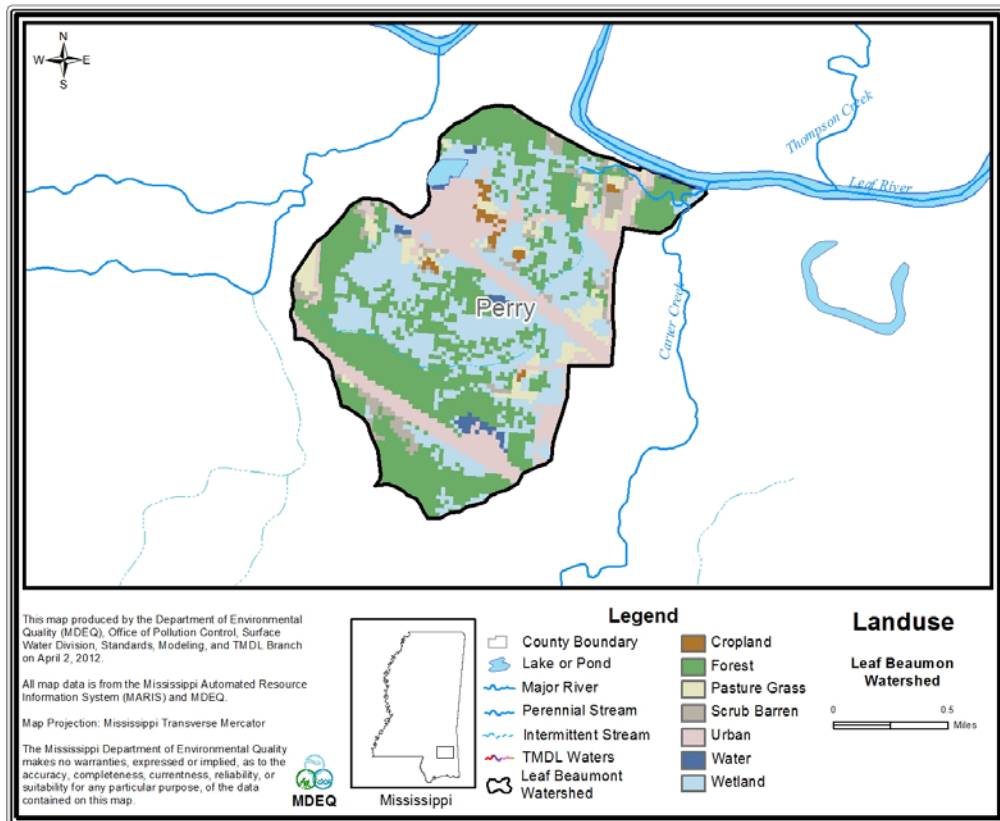 N
W E
S
Thompson Creek
Leaf River
Perry
Carter Creek
This map produced by the Department of Environmental
Quality (MDEQ), Office of Pollution Control, Surface
Water Division, Standards, Modeling, and TMDL Branch
on April 2, 2012.
All map data is from the Mississippi Automated Resource
Information System (MARIS) and MDEQ.
Map Projection: Mississippi Transverse Mercator
The Mississippi Department of Environmental Quality
makes no warranties, expressed or implied, as to the
accuracy, completeness, currentness, reliability, or
suitability for any particular purpose, of the data
contained on this map.
MDEQ
Mississippi
Legend
County Boundary
Lake or Pond
Major River
Perennial Stream
Intermittent Stream
TMDL Waters
Leaf Beaumont
Watershed
Cropland
Forest
Pasture Grass
Scrub Barren
Urban
Water
Wetland
Landuse
Leaf Beaumon
Watershed
0 0.5
Miles